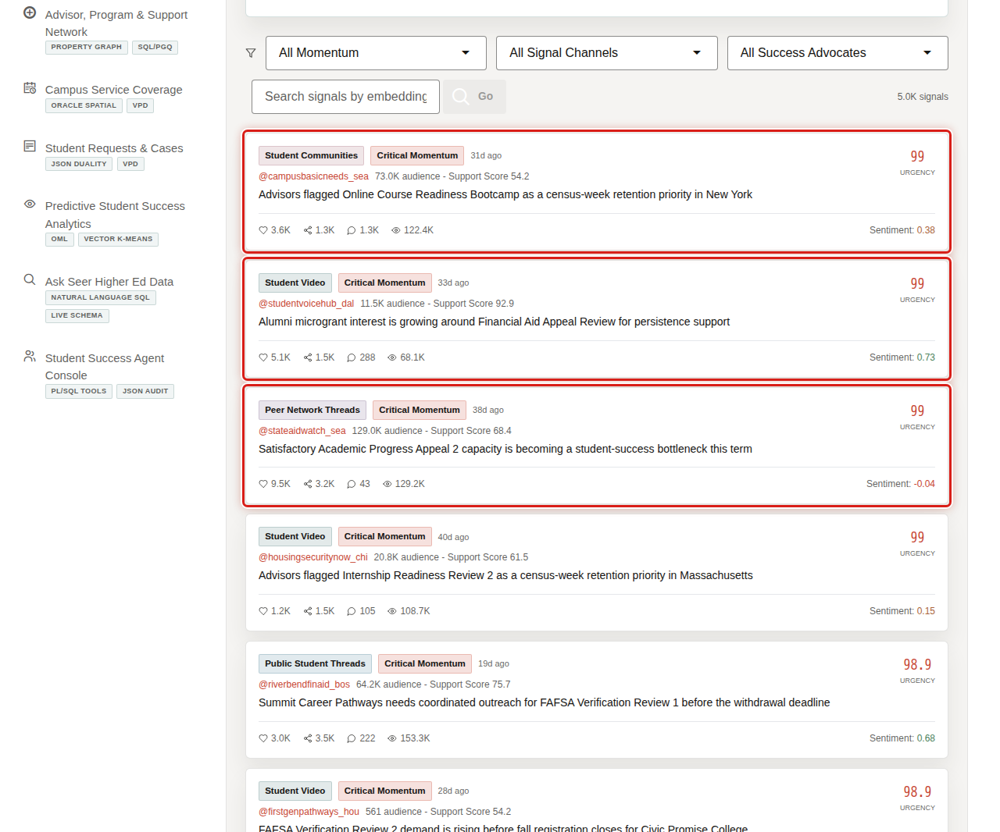 Advisor, Program & Support
Network
PROPERTY GRAPH SQL/PGQ
Campus Service Coverage
ORACLE SPATIAL VPD
Student Requests & Cases
JSON DUALITY VPD
Predictive Student Success
Analytics
OML VECTOR K-MEANS
Ask Seer Higher Ed Data
NATURAL LANGUAGE SQL
LIVE SCHEMA
Student Success Agent
Console
PL/SQL TOOLS JSON AUDIT
All Momentum
All Signal Channels
All Success Advocates
Search signals by embedding
Go
5.0K signals
Student Communities Critical Momentum 31d ago
99
URGENCY
@campusbasicneeds_sea 73.0K audience - Support Score 54.2
Advisors flagged Online Course Readiness Bootcamp as a census-week retention priority in New York
3.6K 1.3K 1.3K 122.4K
Sentiment: 0.38
Student Video Critical Momentum 33d ago
99
URGENCY
@studentvoicehub_dal 11.5K audience - Support Score 92.9
Alumni microgrant interest is growing around Financial Aid Appeal Review for persistence support
5.1K 1.5K 288 68.1K
Sentiment: 0.73
Peer Network Threads Critical Momentum 38d ago
99
URGENCY
@stateaidwatch_sea 129.0K audience - Support Score 68.4
Satisfactory Academic Progress Appeal 2 capacity is becoming a student-success bottleneck this term
9.5K 3.2K 43 129.2K
Sentiment: -0.04
Student Video Critical Momentum 40d ago
99
URGENCY
@housingsecuritynow_chi 20.8K audience - Support Score 61.5
Advisors flagged Internship Readiness Review 2 as a census-week retention priority in Massachusetts
1.2K 1.5K 105 108.7K
Sentiment: 0.15
Public Student Threads Critical Momentum 19d ago
98.9
URGENCY
@riverbendfinaid_bos 64.2K audience - Support Score 75.7
Summit Career Pathways needs coordinated outreach for FAFSA Verification Review 1 before the withdrawal deadline
3.0K 3.5K 222 153.3K
Sentiment: 0.68
Student Video Critical Momentum 28d ago
98.9
URGENCY
@firstgenpathways_hou 561 audience - Support Score 54.2
FAFSA Verification Review 2 demand is rising before fall registration closes for Civic Promise College